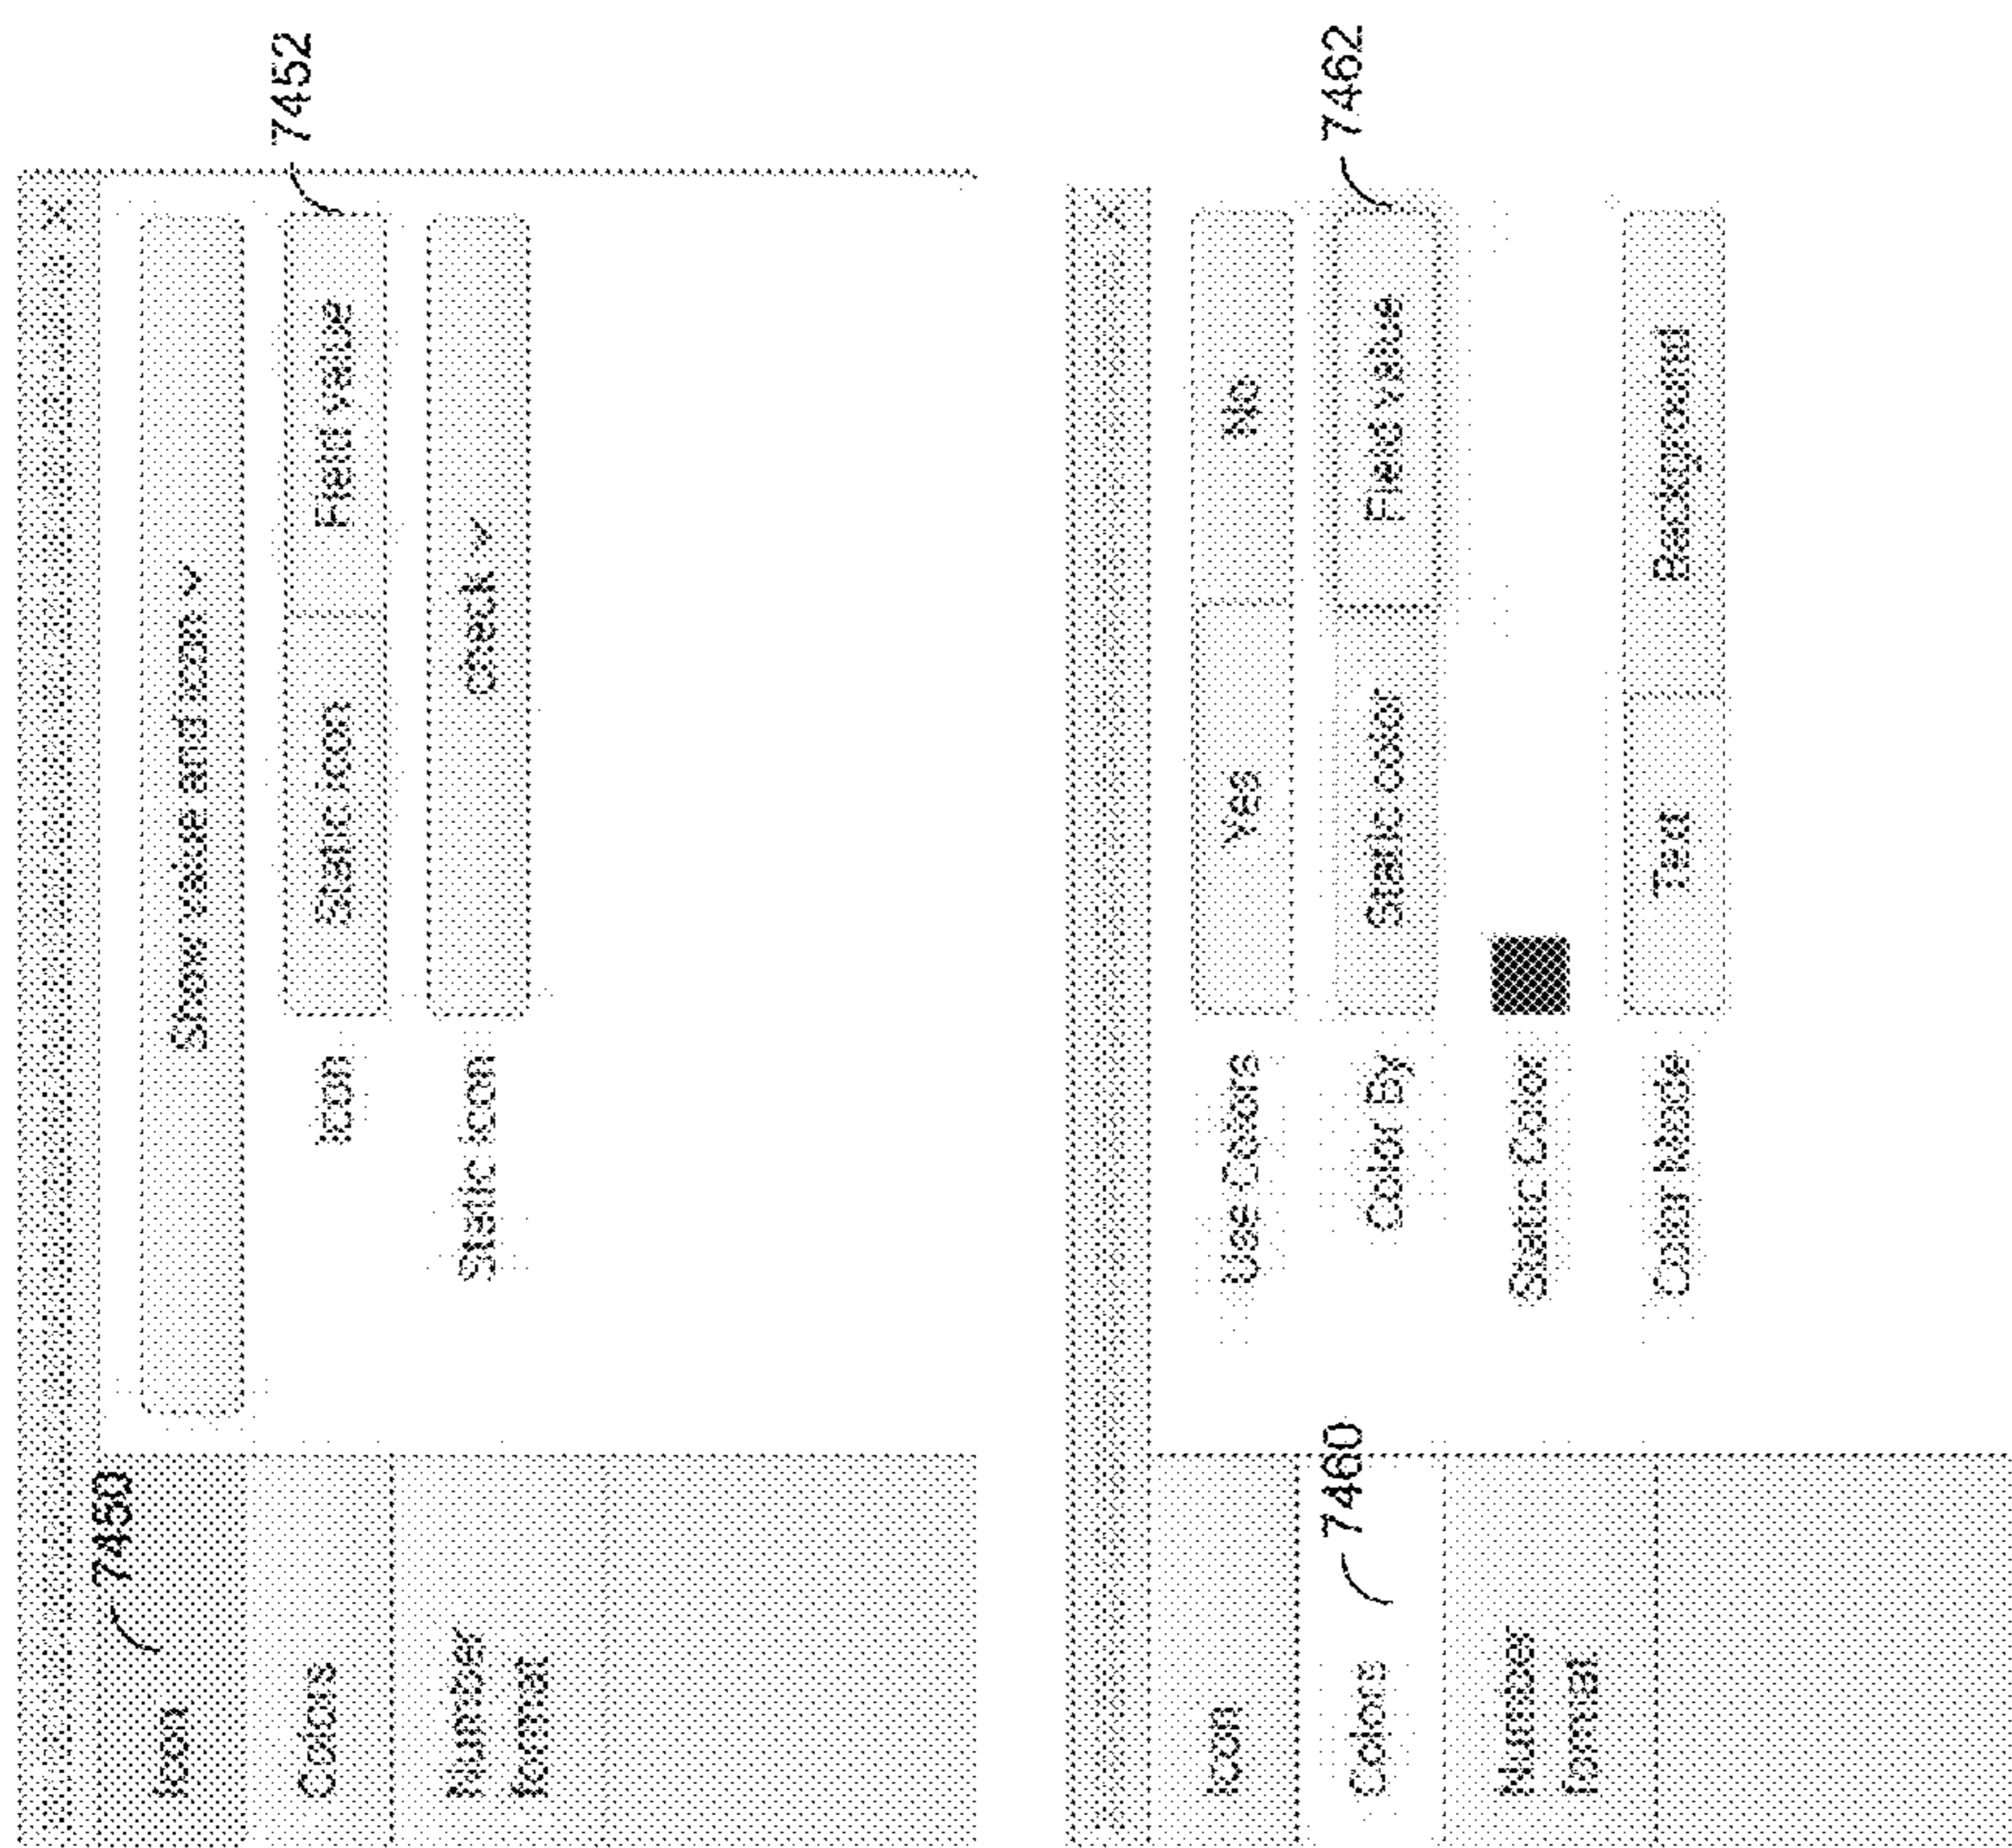 7450
7452
Icon
Show value and icon
Colors
Icon
Static icon
Field value
Number
format
Static icon
check
Icon
Use Colors
Yes
No
7460
7462
Colors
Color By
Static color
Field value
Number
format
Static Color
Color Mode
Text
Background